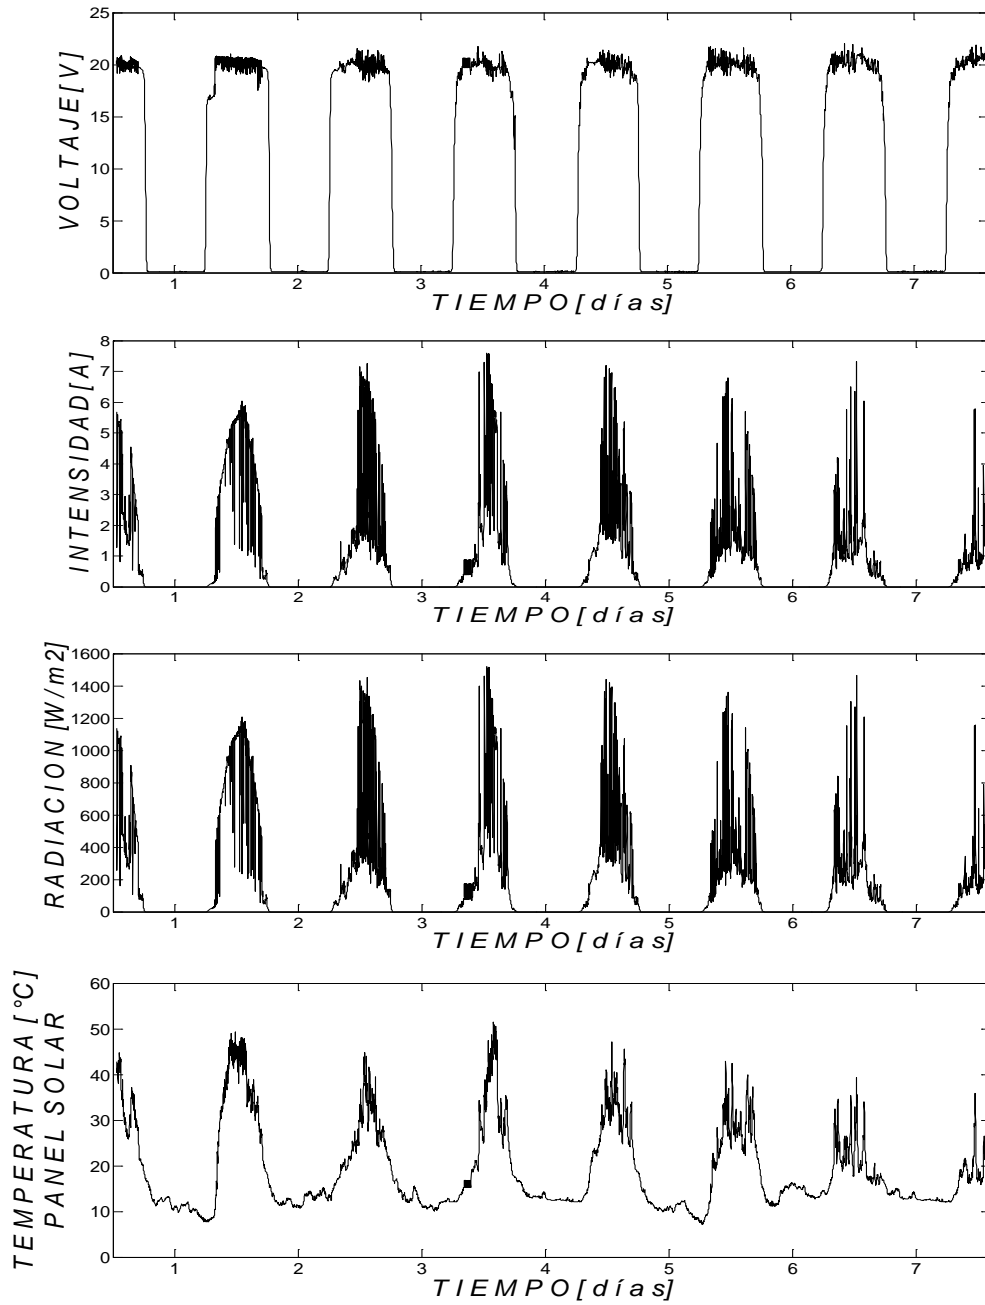 25
20
15
10
5
0
VOLTAJE[V]
1 2 3 4 5 6 7
TIEMPO[días]
8
7
6
5
4
3
2
1
0
INTENSIDAD[A]
1 2 3 4 5 6 7
TIEMPO[días]
1600
1400
1200
1000
800
600
400
200
0
RADIACION[W/m2]
1 2 3 4 5 6 7
TIEMPO[días]
60
50
40
30
20
10
0
TEMPERATURA[°C]
PANEL SOLAR
1 2 3 4 5 6 7
TIEMPO[días]